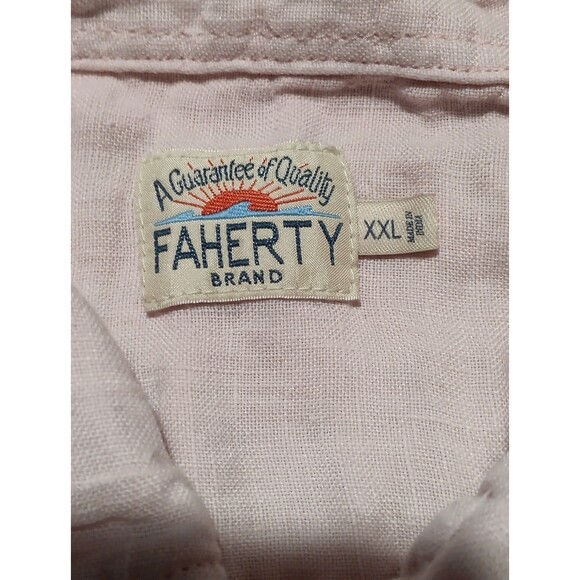 A Guarantee of Quality
FAHERTY
BRAND
XXL
MADE IN
INDIA